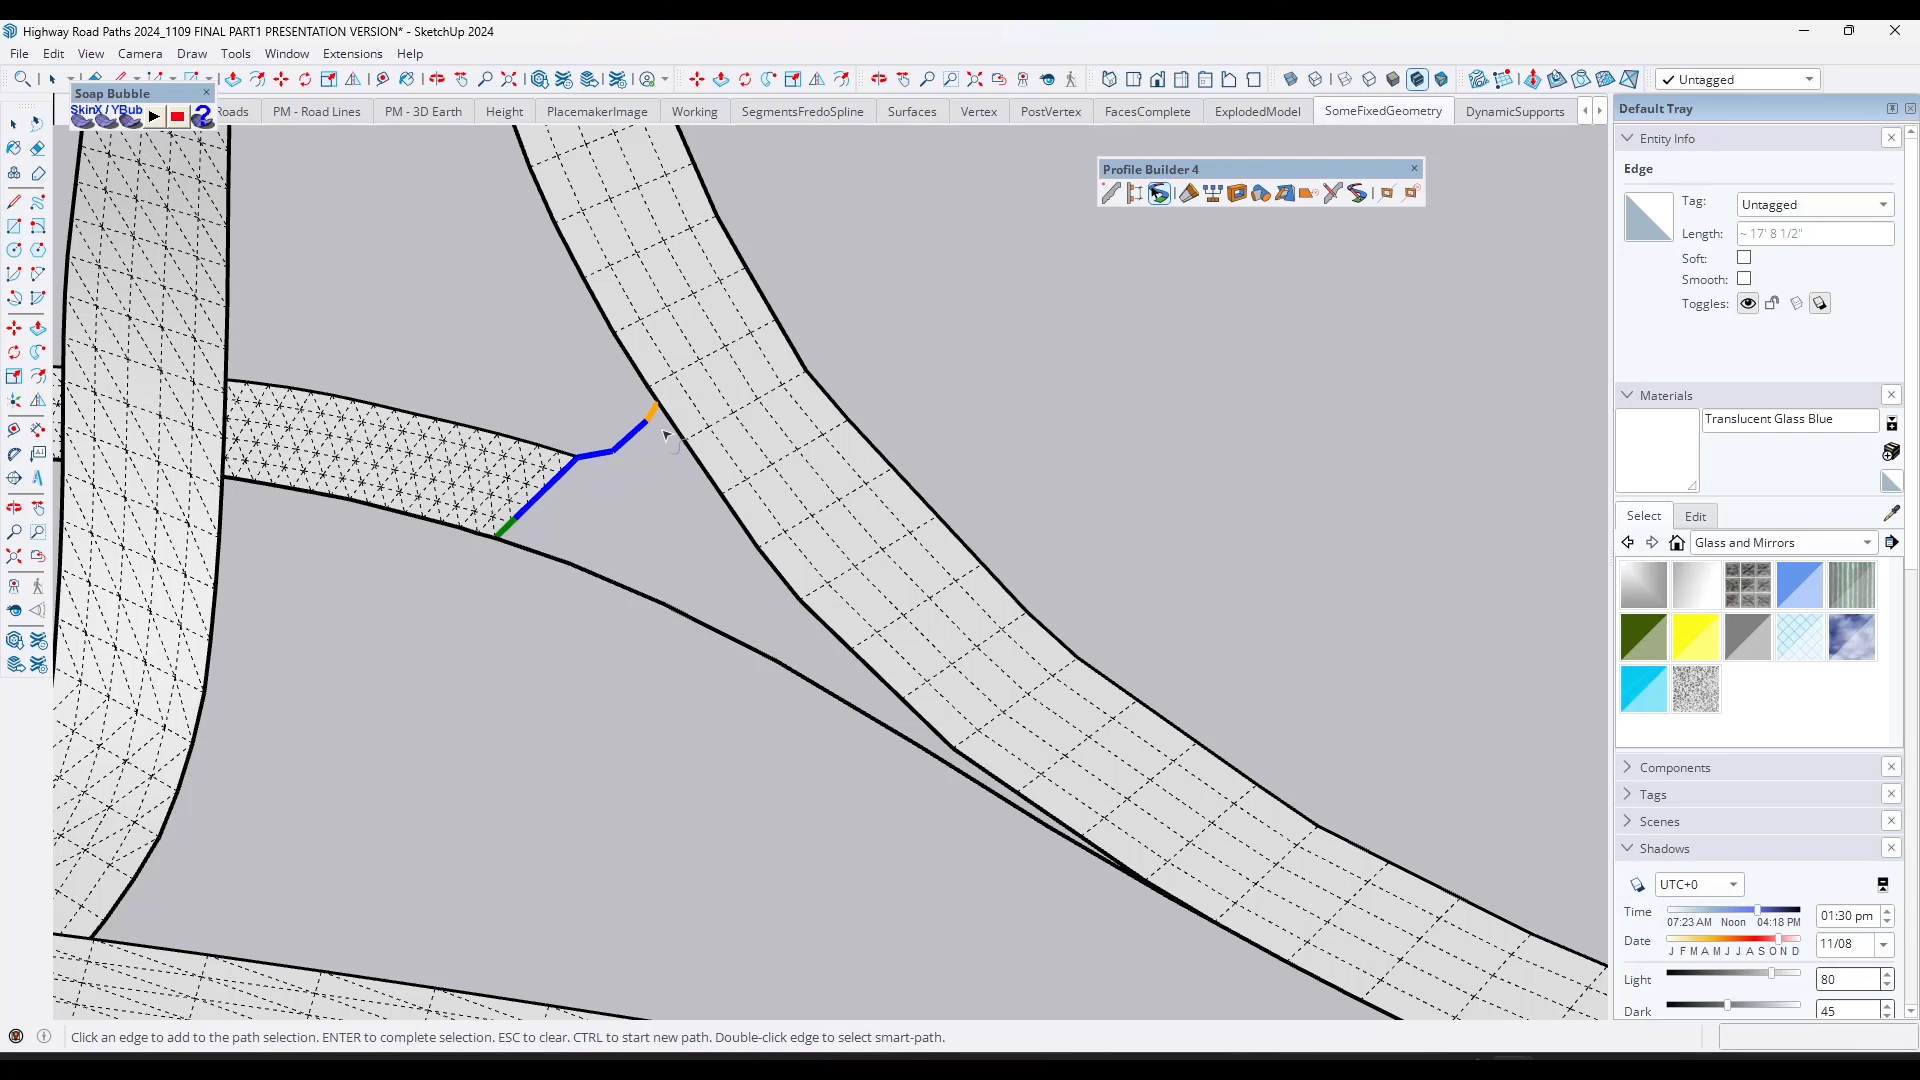 Highway Road Paths 2024_1109 FINAL PART1 PRESENTATION VERSION* - SketchUp 2024
File Edit View Camera Draw Tools Window Extensions Help
Untagged
Soap Bubble
SkinX / YBub
Roads PM - Road Lines PM - 3D Earth Height PlacemakerImage Working SegmentsFredoSpline Surfaces Vertex PostVertex FacesComplete ExplodedModel SomeFixedGeometry DynamicSupports
Profile Builder 4
Default Tray
Entity Info
Edge
Tag: Untagged
Length: ~ 17' 8 1/2"
Soft:
Smooth:
Toggles:
Materials
Translucent Glass Blue
Select Edit
Glass and Mirrors
Components
Tags
Scenes
Shadows
UTC+0
Time 07:23 AM Noon 04:18 PM 01:30 pm
Date J F M A M J J A S O N D 11/08
Light 80
Dark 45
Click an edge to add to the path selection. ENTER to complete selection. ESC to clear. CTRL to start new path. Double-click edge to select smart-path.